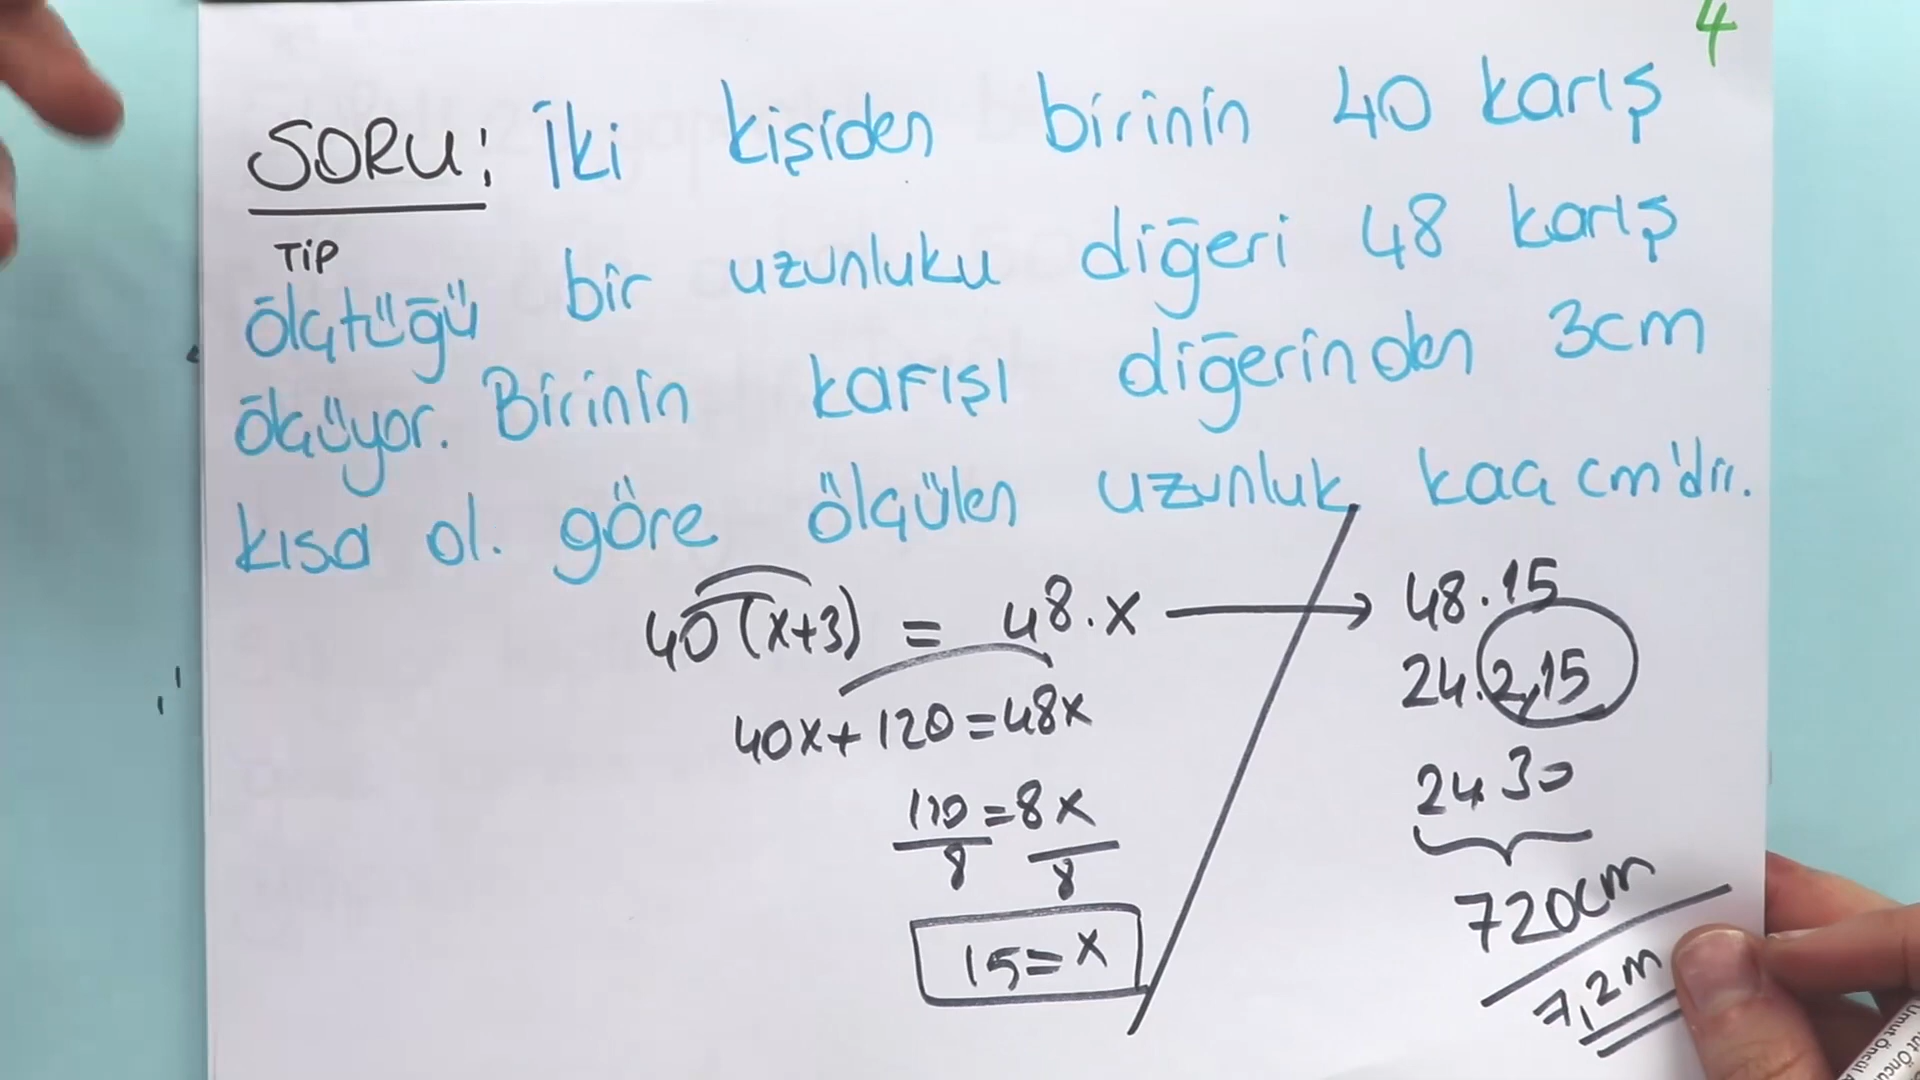 4
SORU: İki kişiden birinin 40 karış
TİP
ölçtüğü bir uzunluku diğeri 48 karış
ölçüyor. Birinin karışı diğerinden 3cm
kısa ol. göre ölçülen uzunluk kaç cm'dir.
40(x+3) = 48.x → 48.15
24.2,15
40x+120=48x
24.30
120=8x
8 8
720cm
15=x
7,2m
Umut Öncül